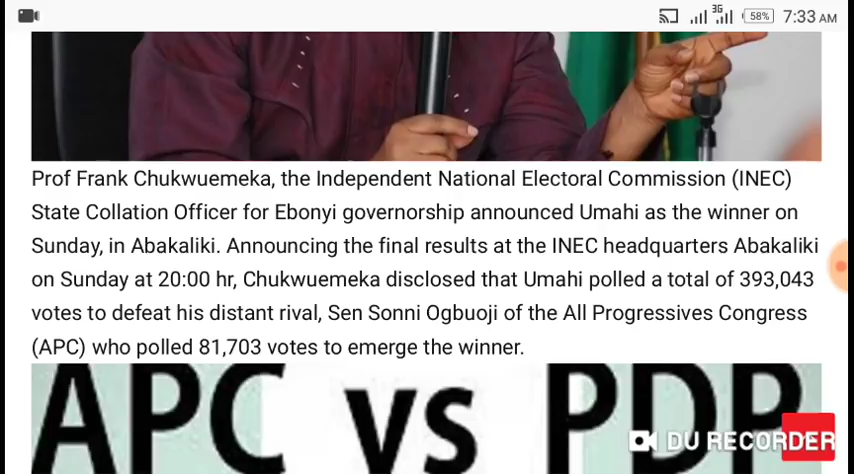 3G
58% 7:33 AM
Prof Frank Chukwuemeka, the Independent National Electoral Commission (INEC)
State Collation Officer for Ebonyi governorship announced Umahi as the winner on
Sunday, in Abakaliki. Announcing the final results at the INEC headquarters Abakaliki
on Sunday at 20:00 hr, Chukwuemeka disclosed that Umahi polled a total of 393,043
votes to defeat his distant rival, Sen Sonni Ogbuoji of the All Progressives Congress
(APC) who polled 81,703 votes to emerge the winner.
APC vs PDP
DU RECORDER